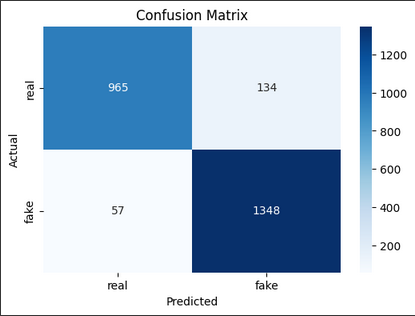 Confusion Matrix
real
965
134
fake
57
1348
Actual
real
fake
Predicted
1200
1000
800
600
400
200